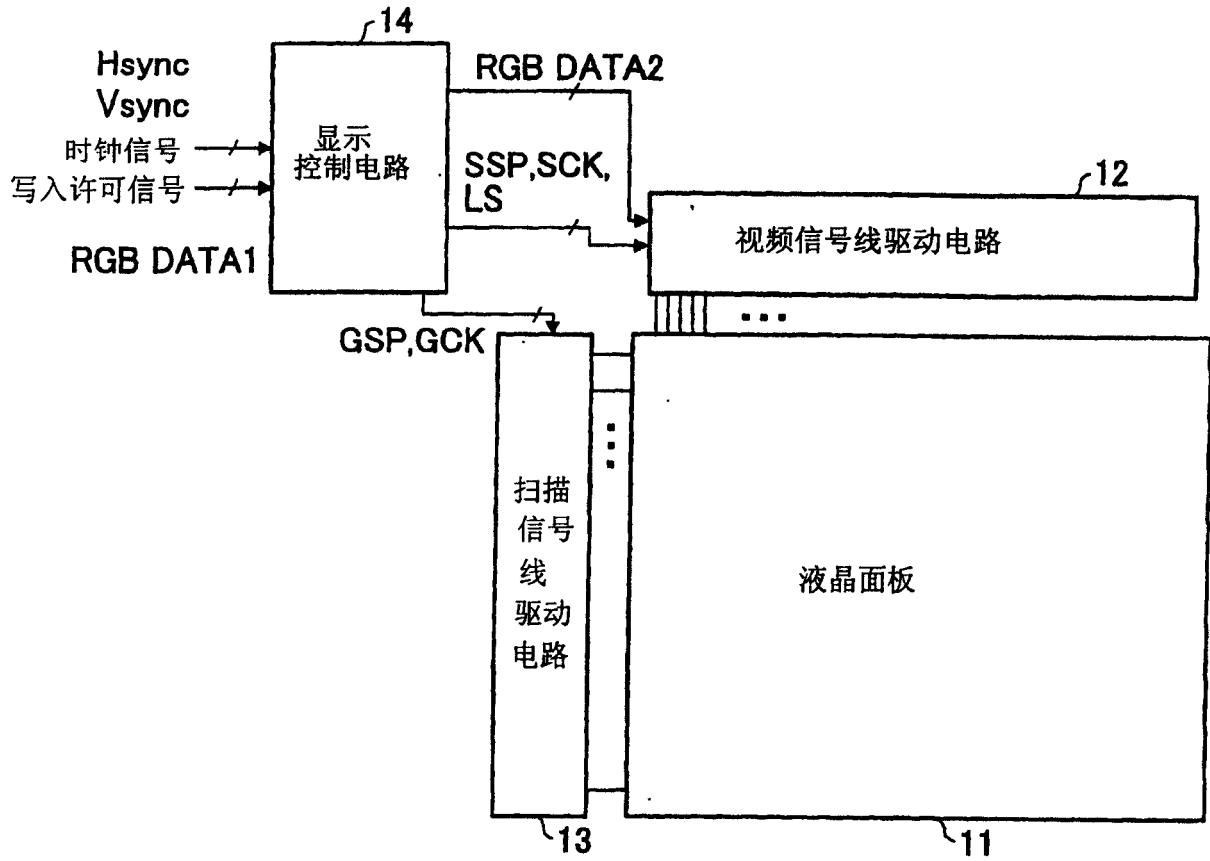 14
Hsync
Vsync
时钟信号
写入许可信号
RGB DATA1
显示
控制电路
RGB DATA2
SSP,SCK,
LS
GSP,GCK
12
视频信号线驱动电路
扫描
信号
线
驱动
电路
液晶面板
13
11